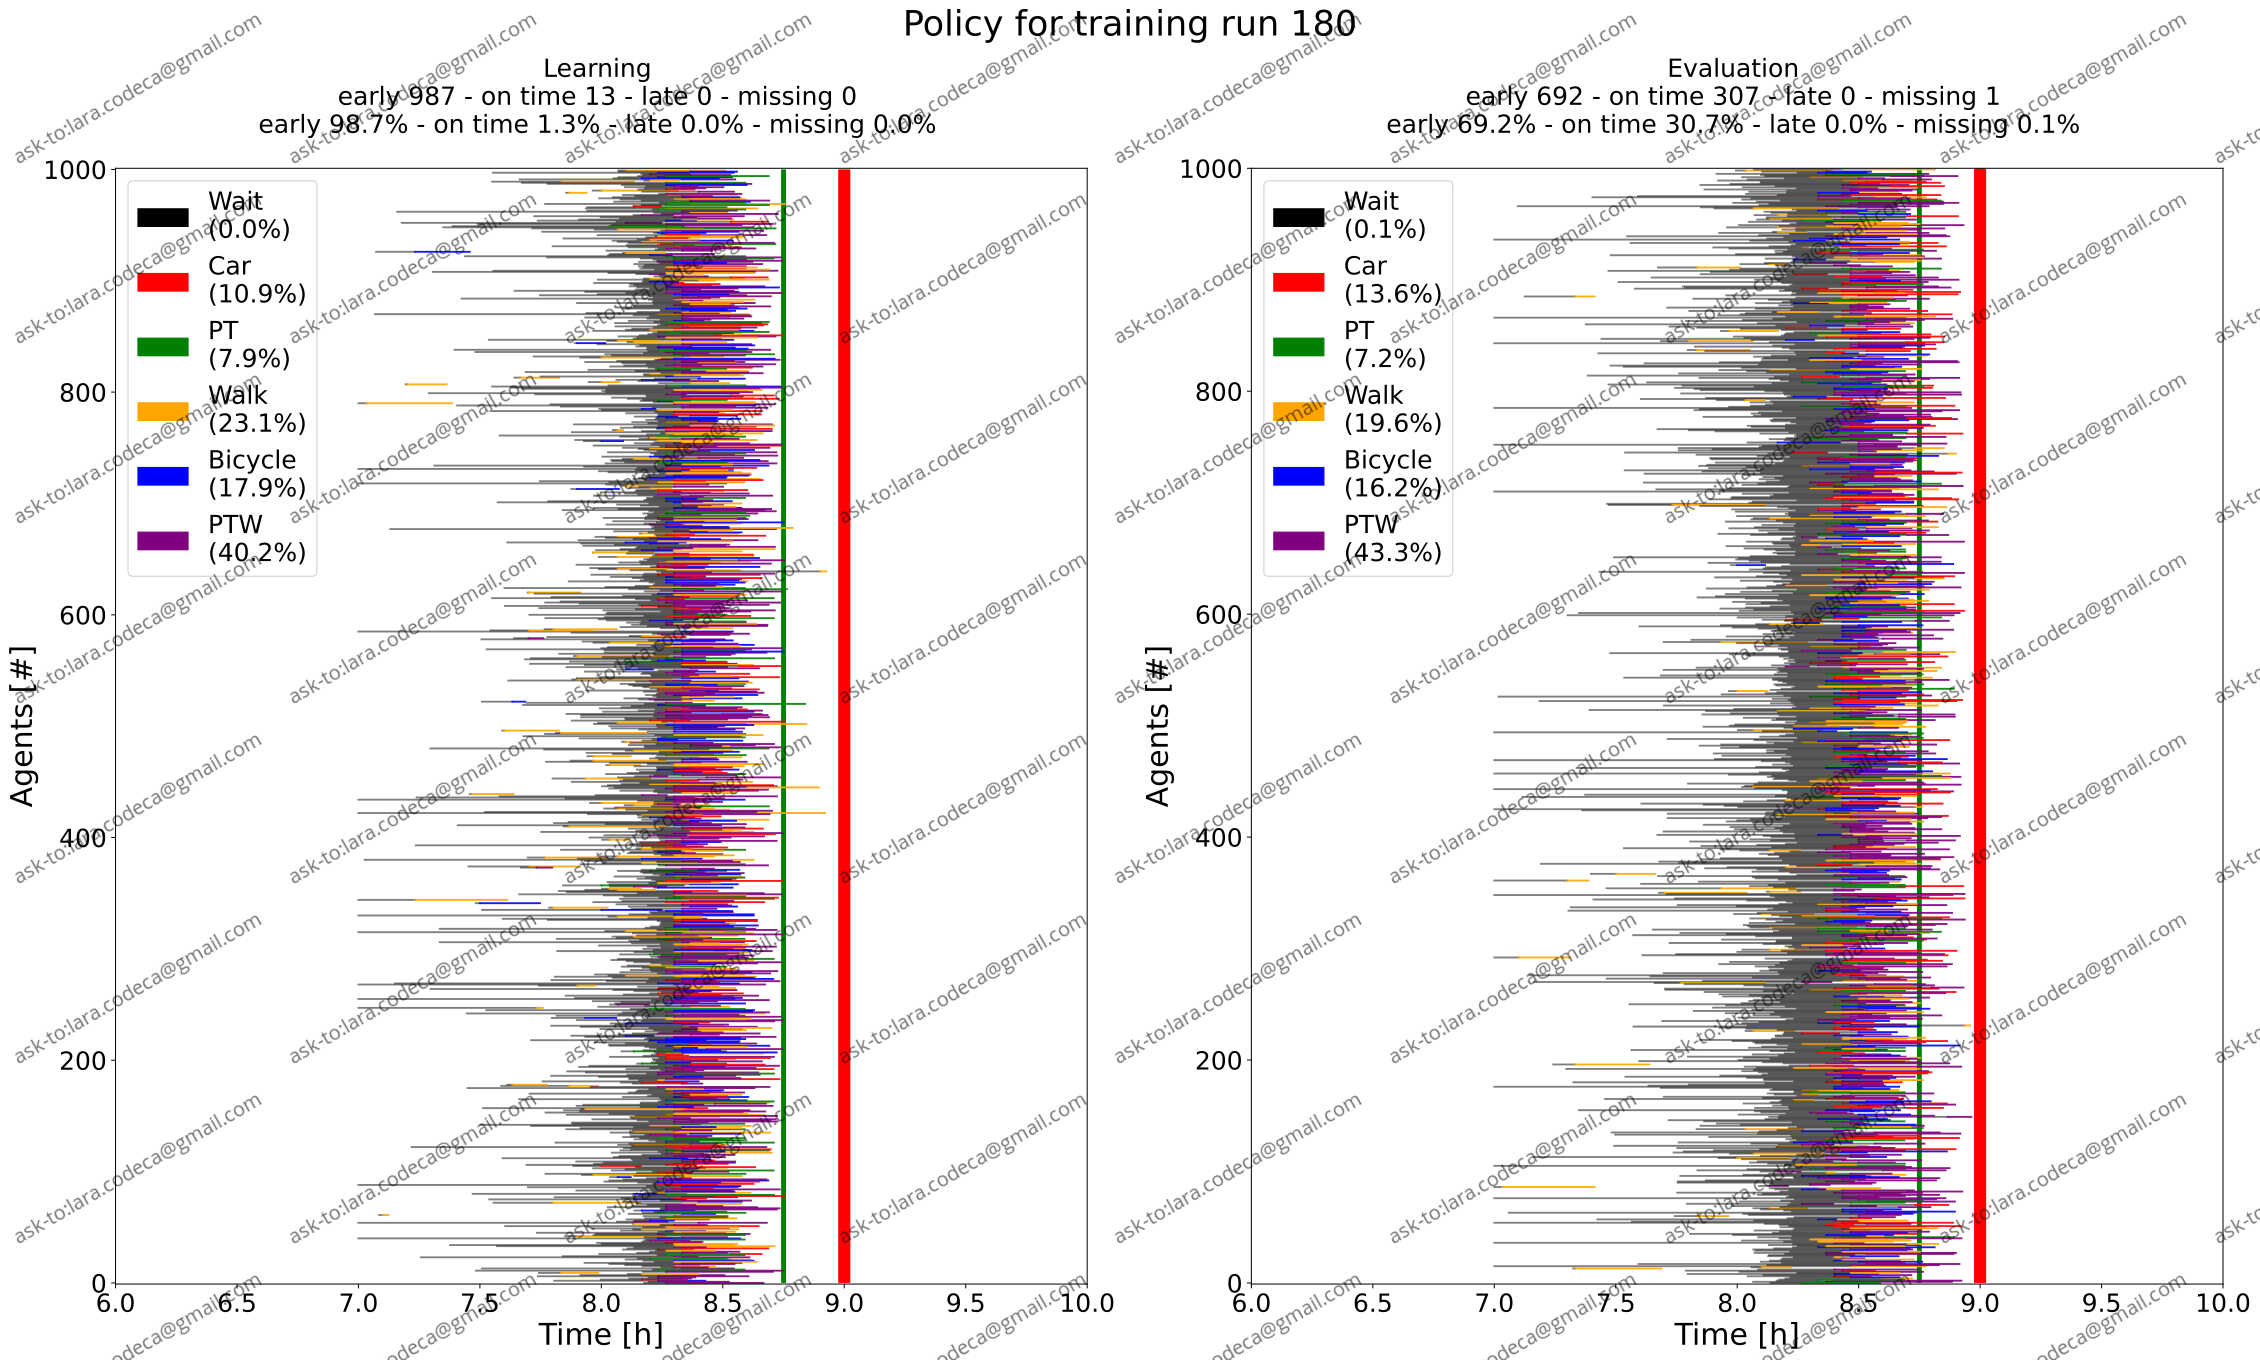 Policy for training run 180
Learning
early 987 - on time 13 - late 0 - missing 0
early 98.7% - on time 1.3% - late 0.0% - missing 0.0%
Agents [#]
1000
800
600
400
200
0
Wait
(0.0%)
Car
(10.9%)
PT
(7.9%)
Walk
(23.1%)
Bicycle
(17.9%)
PTW
(40.2%)
6.0 6.5 7.0 7.5 8.0 8.5 9.0 9.5 10.0
Time [h]
Evaluation
early 692 - on time 307 - late 0 - missing 1
early 69.2% - on time 30.7% - late 0.0% - missing 0.1%
Agents [#]
1000
800
600
400
200
0
Wait
(0.1%)
Car
(13.6%)
PT
(7.2%)
Walk
(19.6%)
Bicycle
(16.2%)
PTW
(43.3%)
6.0 6.5 7.0 7.5 8.0 8.5 9.0 9.5 10.0
Time [h]
ask-to:lara.codeca@gmail.com